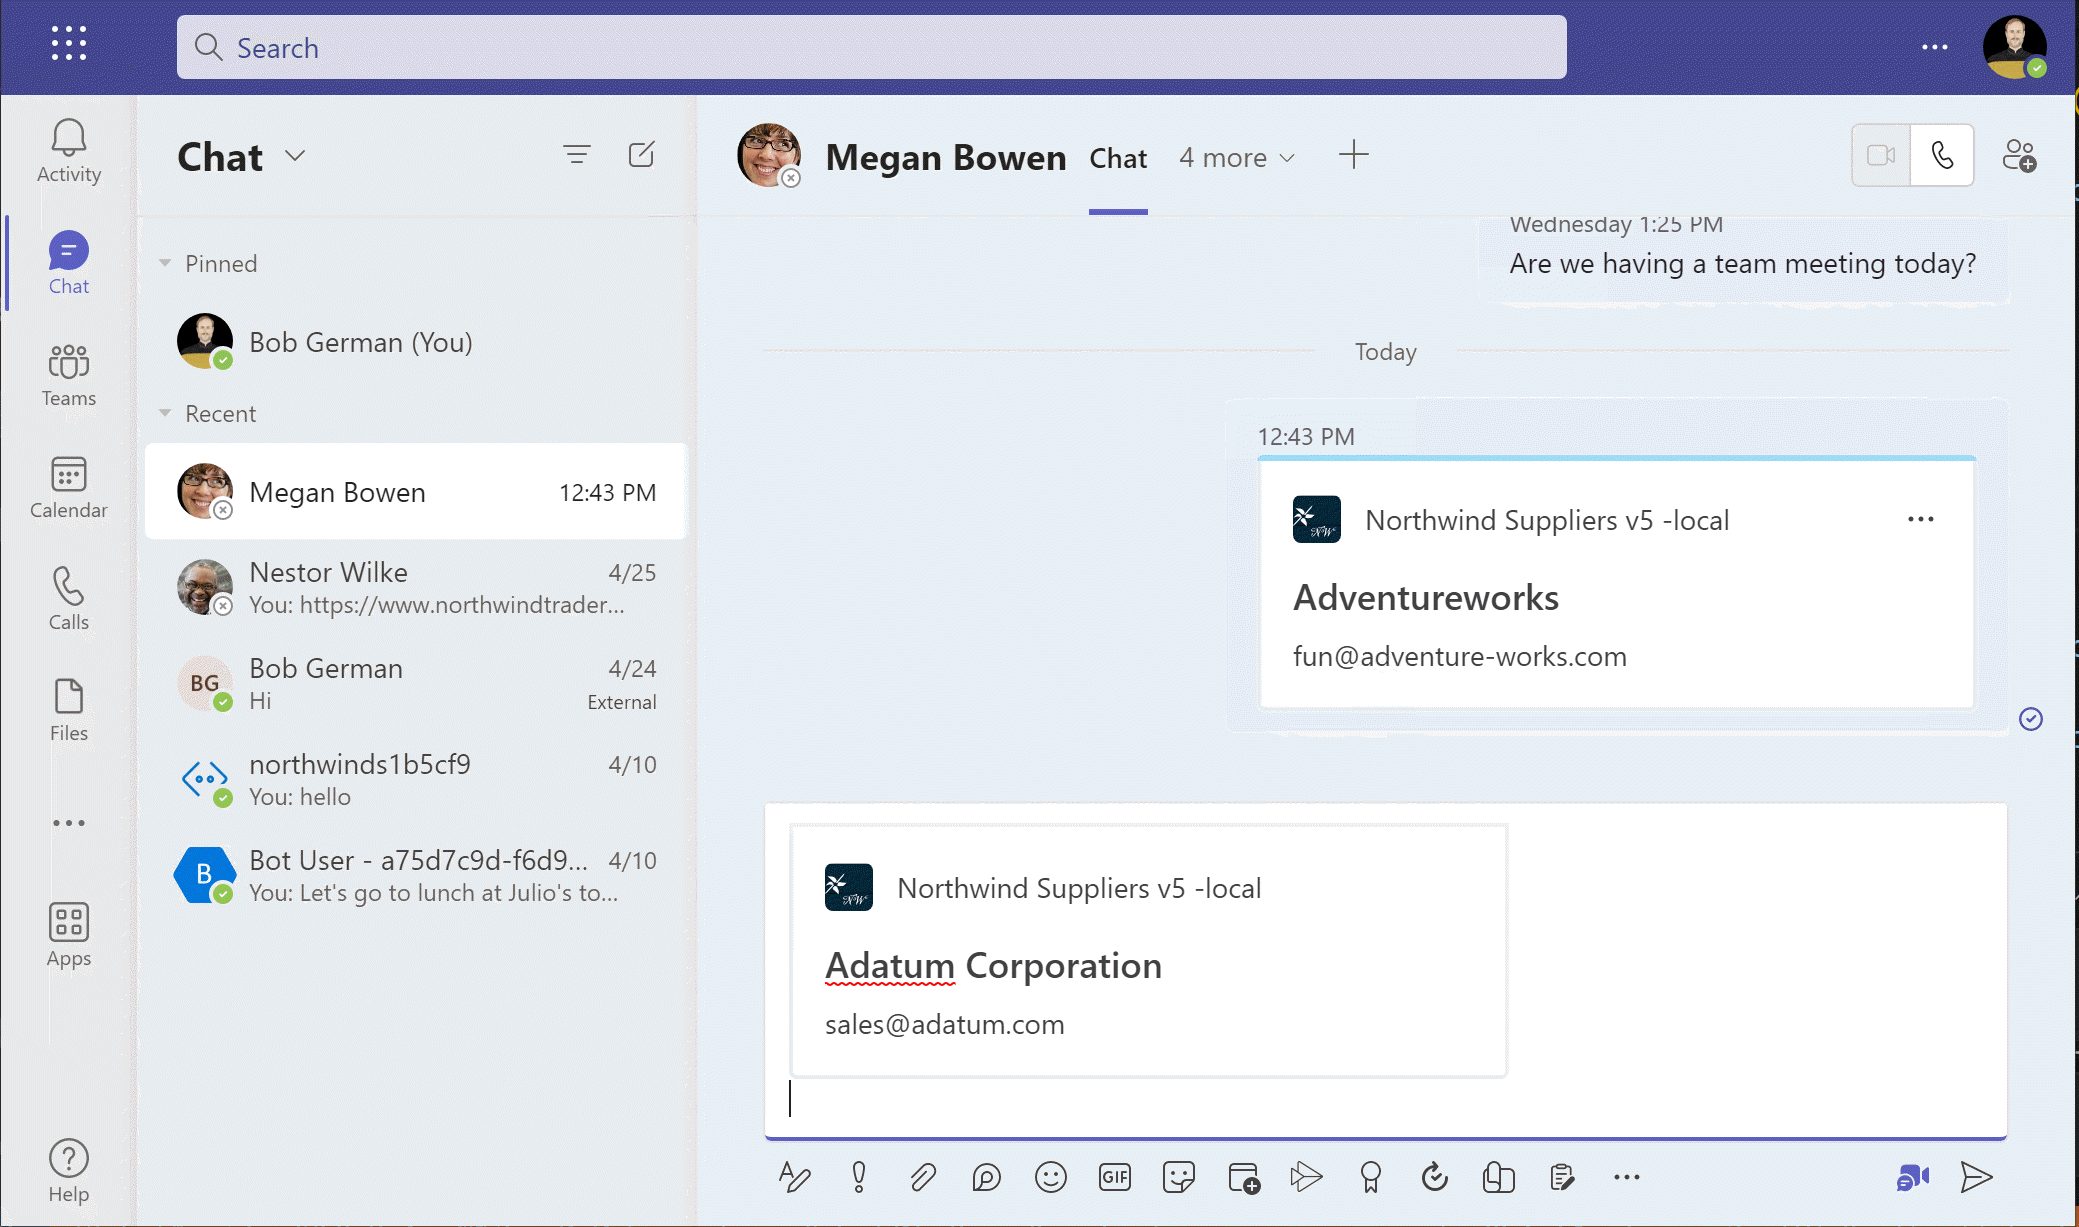 Search
Activity
Chat
Teams
Calendar
Calls
Files
Apps
Help
Chat
Pinned
Bob German (You)
Recent
Megan Bowen 12:43 PM
Nestor Wilke 4/25
You: https://www.northwindtrader...
Bob German 4/24
Hi External
BG
northwinds1b5cf9 4/10
You: hello
Bot User - a75d7c9d-f6d9... 4/10
You: Let's go to lunch at Julio's to...
B
Megan Bowen Chat 4 more
Wednesday 1:25 PM
Are we having a team meeting today?
Today
12:43 PM
NW
Northwind Suppliers v5 -local
Adventureworks
fun@adventure-works.com
NW
Northwind Suppliers v5 -local
Adatum Corporation
sales@adatum.com
GIF